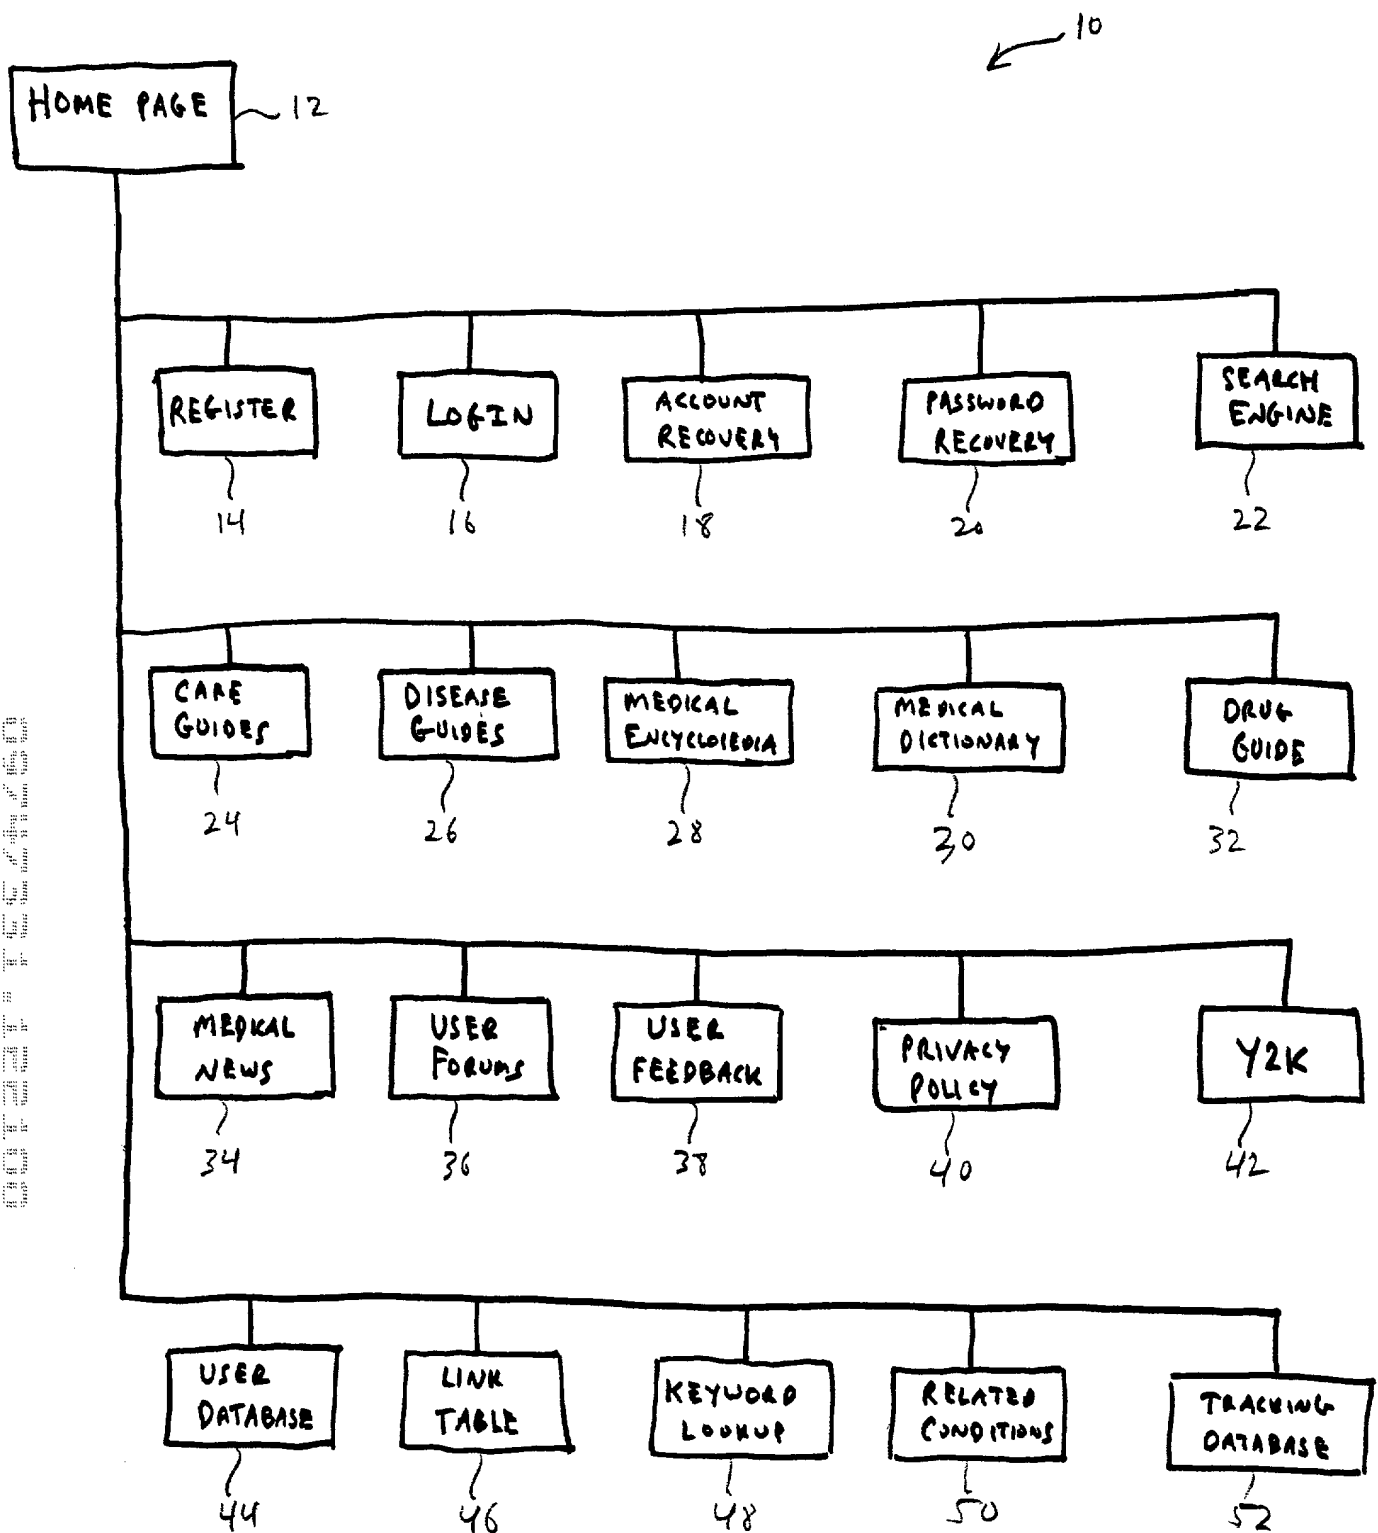 10
HOME PAGE
12
REGISTER
LOGIN
ACCOUNT
RECOVERY
PASSWORD
RECOVERY
SEARCH
ENGINE
14
16
18
20
22
CARE
GUIDES
DISEASE
GUIDES
MEDICAL
ENCYCLOPEDIA
MEDICAL
DICTIONARY
DRUG
GUIDE
24
26
28
30
32
MEDICAL
NEWS
USER
FORUMS
USER
FEEDBACK
PRIVACY
POLICY
Y2K
34
36
38
40
42
USER
DATABASE
LINK
TABLE
KEYWORD
LOOKUP
RELATED
CONDITIONS
TRACKING
DATABASE
44
46
48
50
52